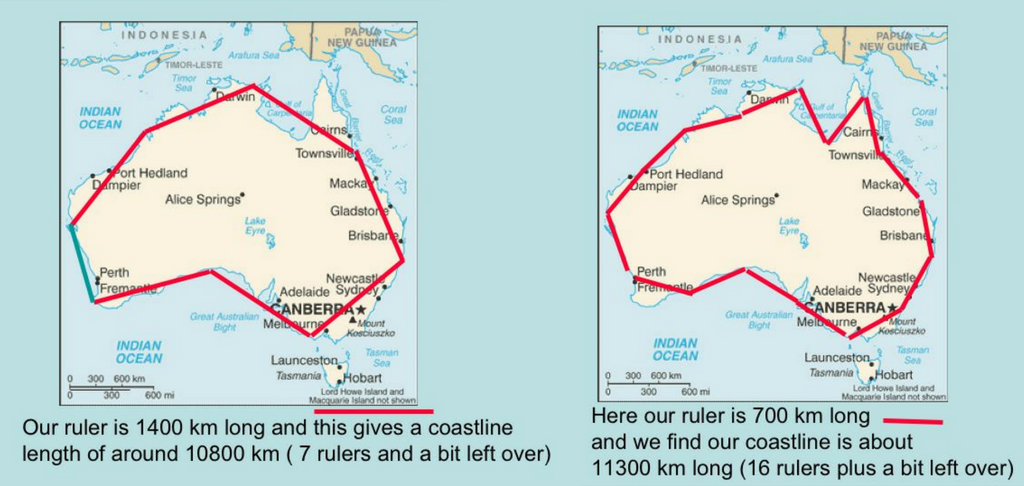 INDONESIA
PAPUA
NEW GUINEA
Arafura Sea
TIMOR-LESTE
Timor
Sea
Darwin
Gulf of
Carpentaria
Great
Barrier
Coral
Sea
INDIAN
OCEAN
Cairns
Townsville
Port Hedland
Dampier
Mackay
Alice Springs
Gladstone
Lake
Eyre
Brisbane
Perth
Fremantle
Newcastle
Adelaide
Sydney
CANBERRA
Great Australian
Bight
Melbourne
Mount
Kosciuszko
INDIAN
OCEAN
Launceston
Tasman
Sea
Tasmania
Hobart
0 300 600 km
0 300 600 mi
Lord Howe Island and
Macquarie Island not shown
Our ruler is 1400 km long and this gives a coastline
length of around 10800 km ( 7 rulers and a bit left over)
INDONESIA
PAPUA
NEW GUINEA
Arafura Sea
TIMOR-LESTE
Timor
Sea
Darwin
Gulf of
Carpentaria
Great
Barrier
Coral
Sea
INDIAN
OCEAN
Cairns
Townsville
Port Hedland
Dampier
Mackay
Alice Springs
Gladstone
Lake
Eyre
Brisbane
Perth
Fremantle
Newcastle
Adelaide
Sydney
CANBERRA
Great Australian
Bight
Melbourne
Mount
Kosciuszko
INDIAN
OCEAN
Launceston
Tasman
Sea
Tasmania
Hobart
0 300 600 km
0 300 600 mi
Lord Howe Island and
Macquarie Island not shown
Here our ruler is 700 km long
and we find our coastline is about
11300 km long (16 rulers plus a bit left over)